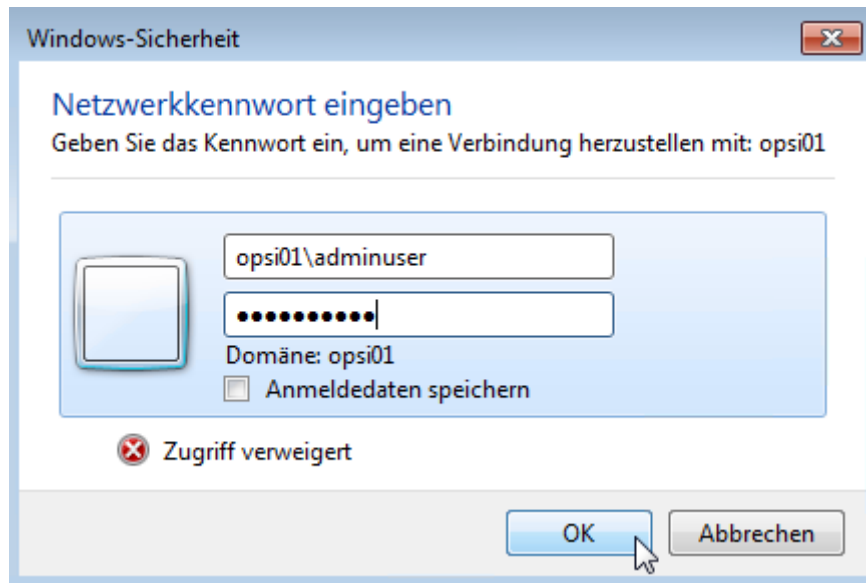 Windows-Sicherheit
Netzwerkkennwort eingeben
Geben Sie das Kennwort ein, um eine Verbindung herzustellen mit: opsi01
opsi01\adminuser
●●●●●●●●●●
Domäne: opsi01
Anmeldedaten speichern
Zugriff verweigert
OK
Abbrechen